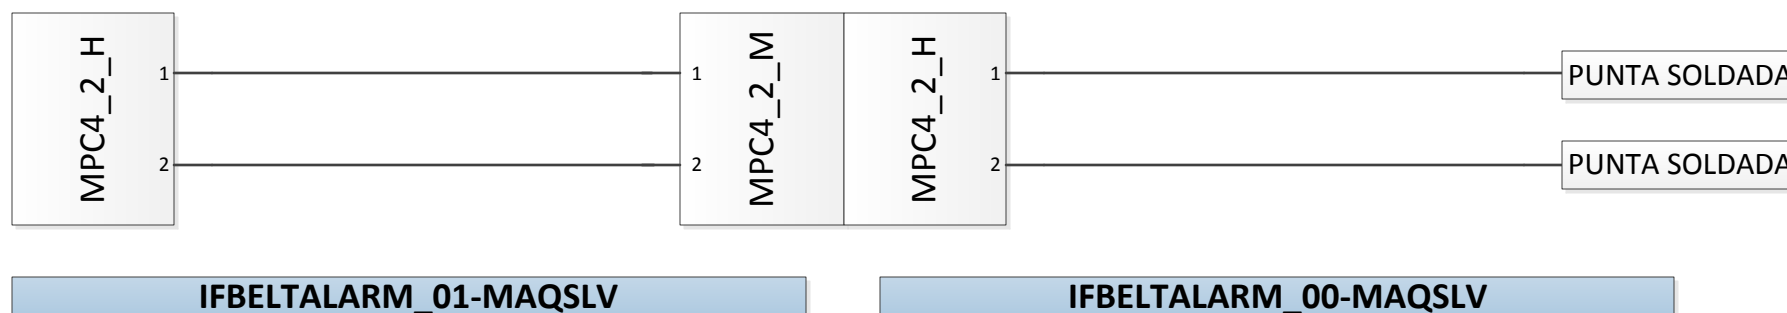 MPC4_2_H
1
2
1
2
MPC4_2_M
MPC4_2_H
1
2
PUNTA SOLDADA
PUNTA SOLDADA
IFBELTALARM_01-MAQSLV
IFBELTALARM_00-MAQSLV